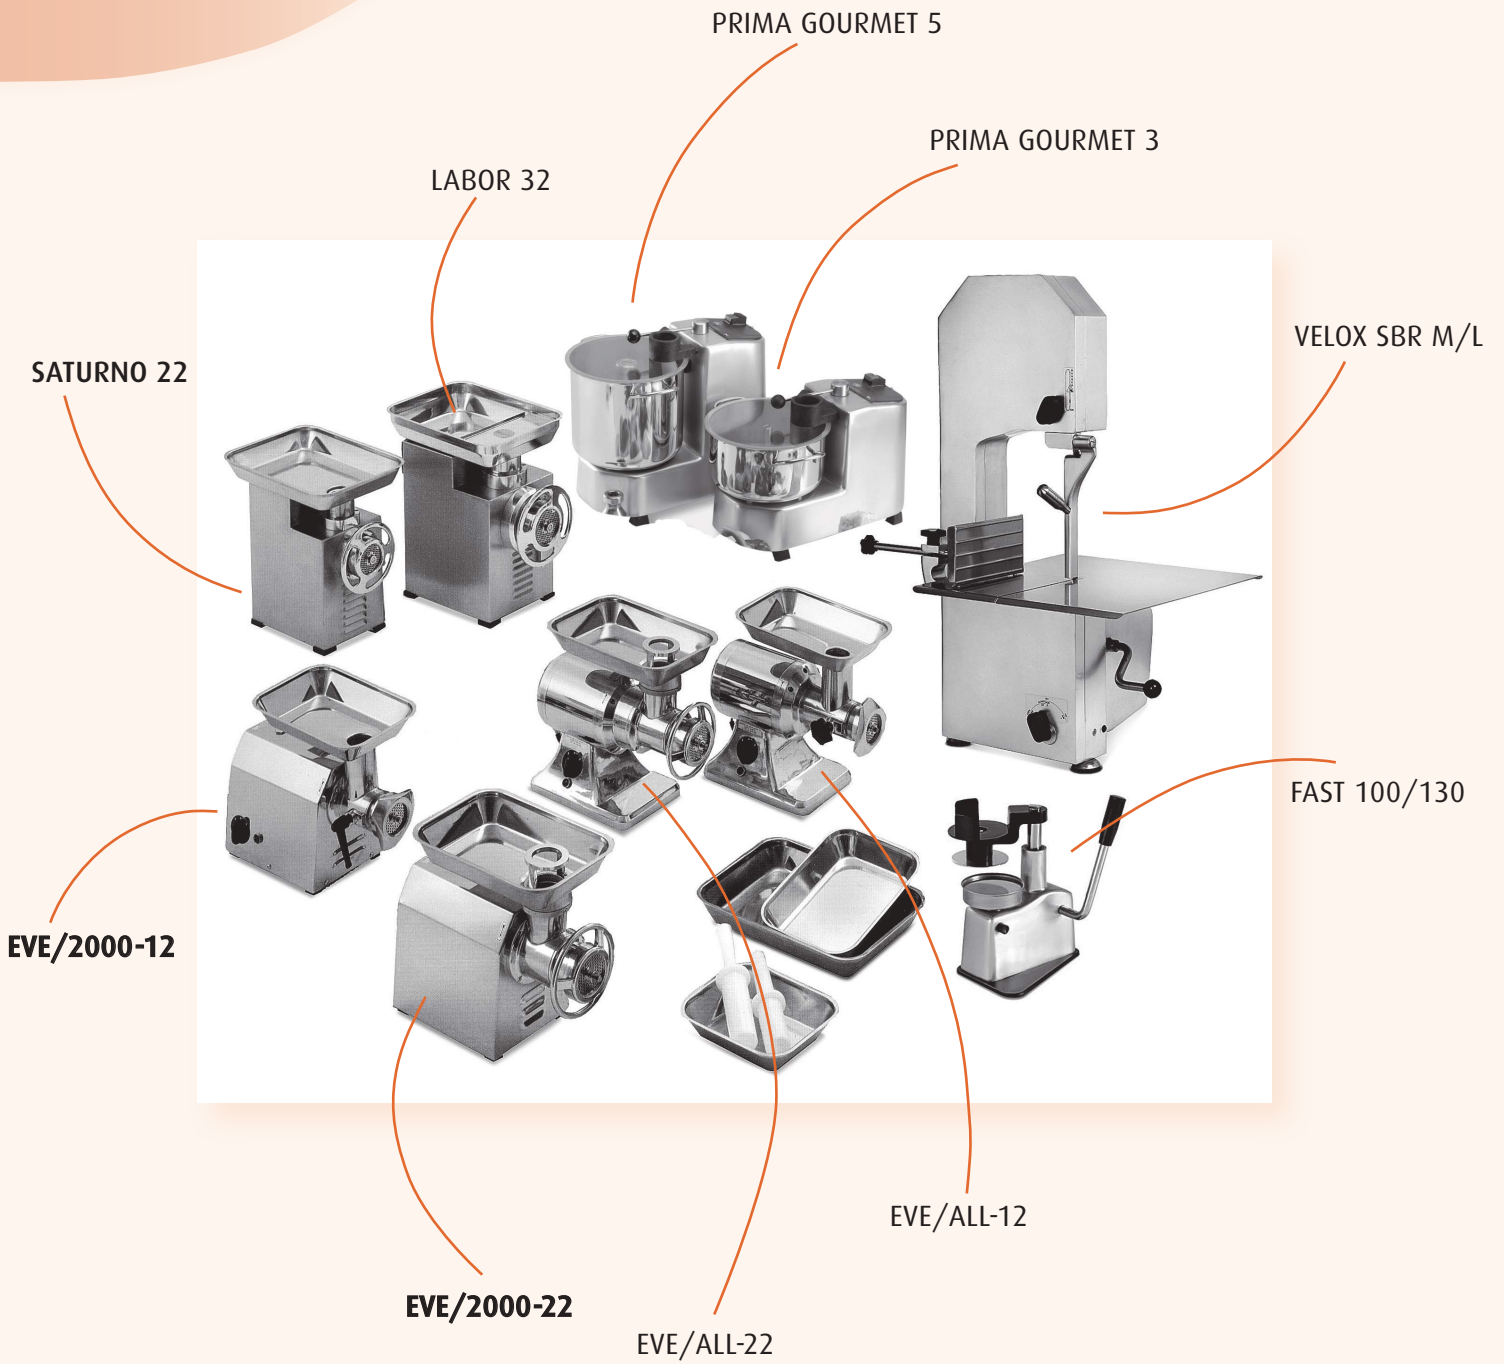 PRIMA GOURMET 5
PRIMA GOURMET 3
LABOR 32
VELOX SBR M/L
SATURNO 22
FAST 100/130
EVE/2000-12
EVE/ALL-12
EVE/2000-22
EVE/ALL-22